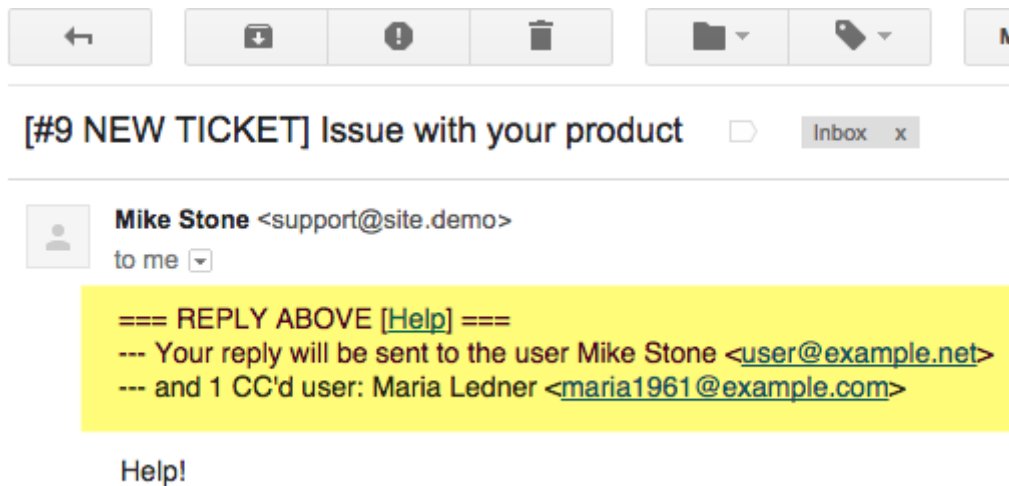 [#9 NEW TICKET] Issue with your product Inbox x
Mike Stone <support@site.demo>
to me
=== REPLY ABOVE [Help] ===
--- Your reply will be sent to the user Mike Stone <user@example.net>
--- and 1 CC'd user: Maria Ledner <maria1961@example.com>
Help!